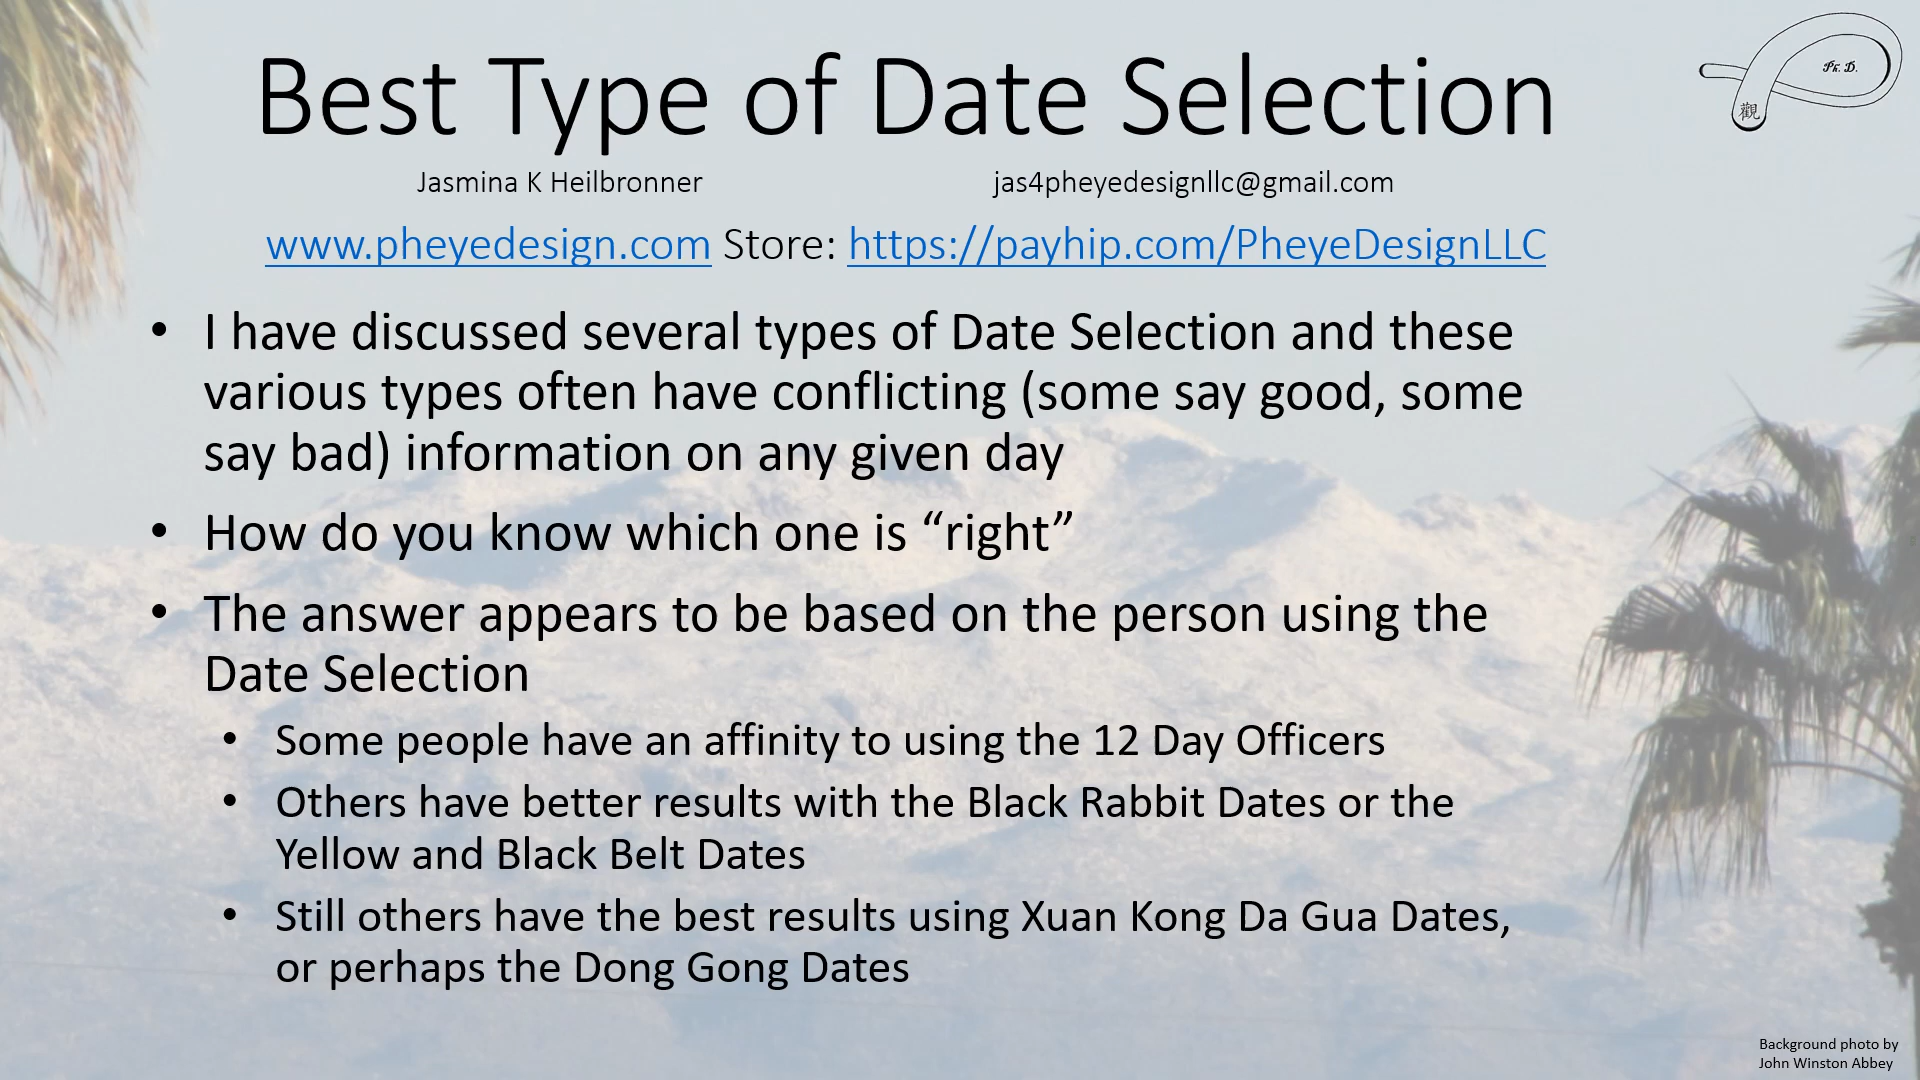 Best Type of Date Selection
Ph. D.
觀
Jasmina K Heilbronner jas4pheyedesignllc@gmail.com
www.pheyedesign.com Store: https://payhip.com/PheyeDesignLLC
• I have discussed several types of Date Selection and these
various types often have conflicting (some say good, some
say bad) information on any given day
• How do you know which one is “right”
• The answer appears to be based on the person using the
Date Selection
• Some people have an affinity to using the 12 Day Officers
• Others have better results with the Black Rabbit Dates or the
Yellow and Black Belt Dates
• Still others have the best results using Xuan Kong Da Gua Dates,
or perhaps the Dong Gong Dates
Background photo by
John Winston Abbey